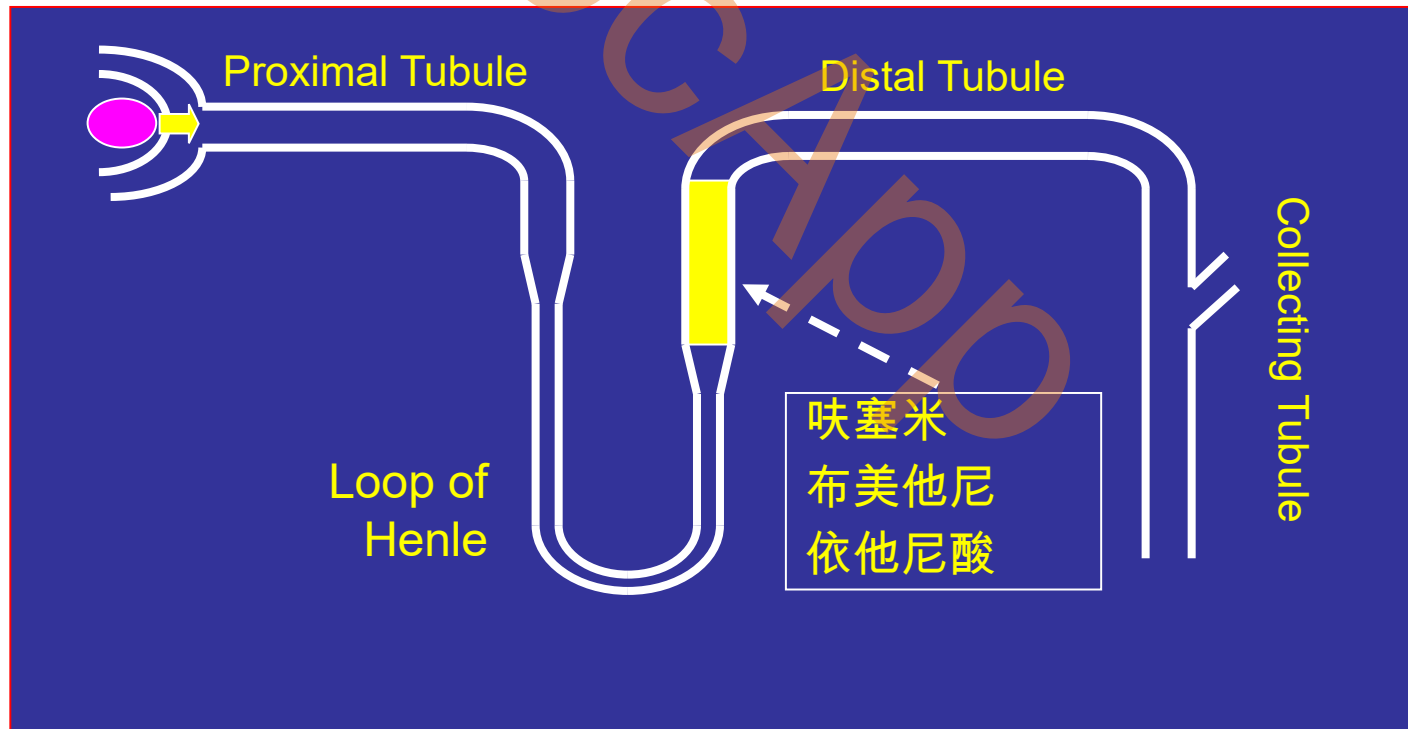 Proximal Tubule
Distal Tubule
Collecting Tubule
Loop of
Henle
呋塞米
布美他尼
依他尼酸
cApp